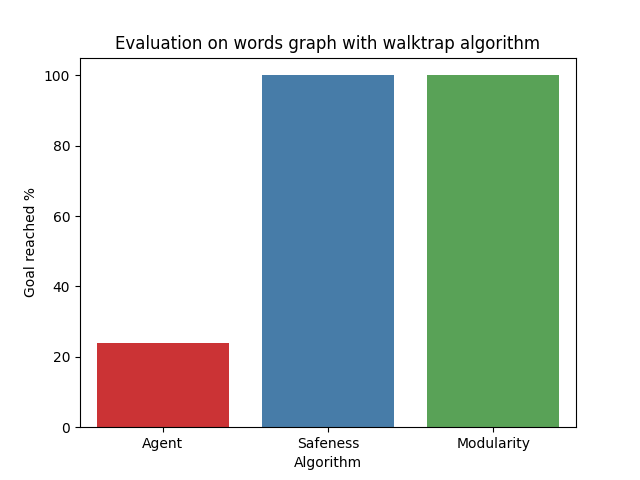 Evaluation on words graph with walktrap algorithm
Goal reached %
100
80
60
40
20
0
Agent
Safeness
Modularity
Algorithm